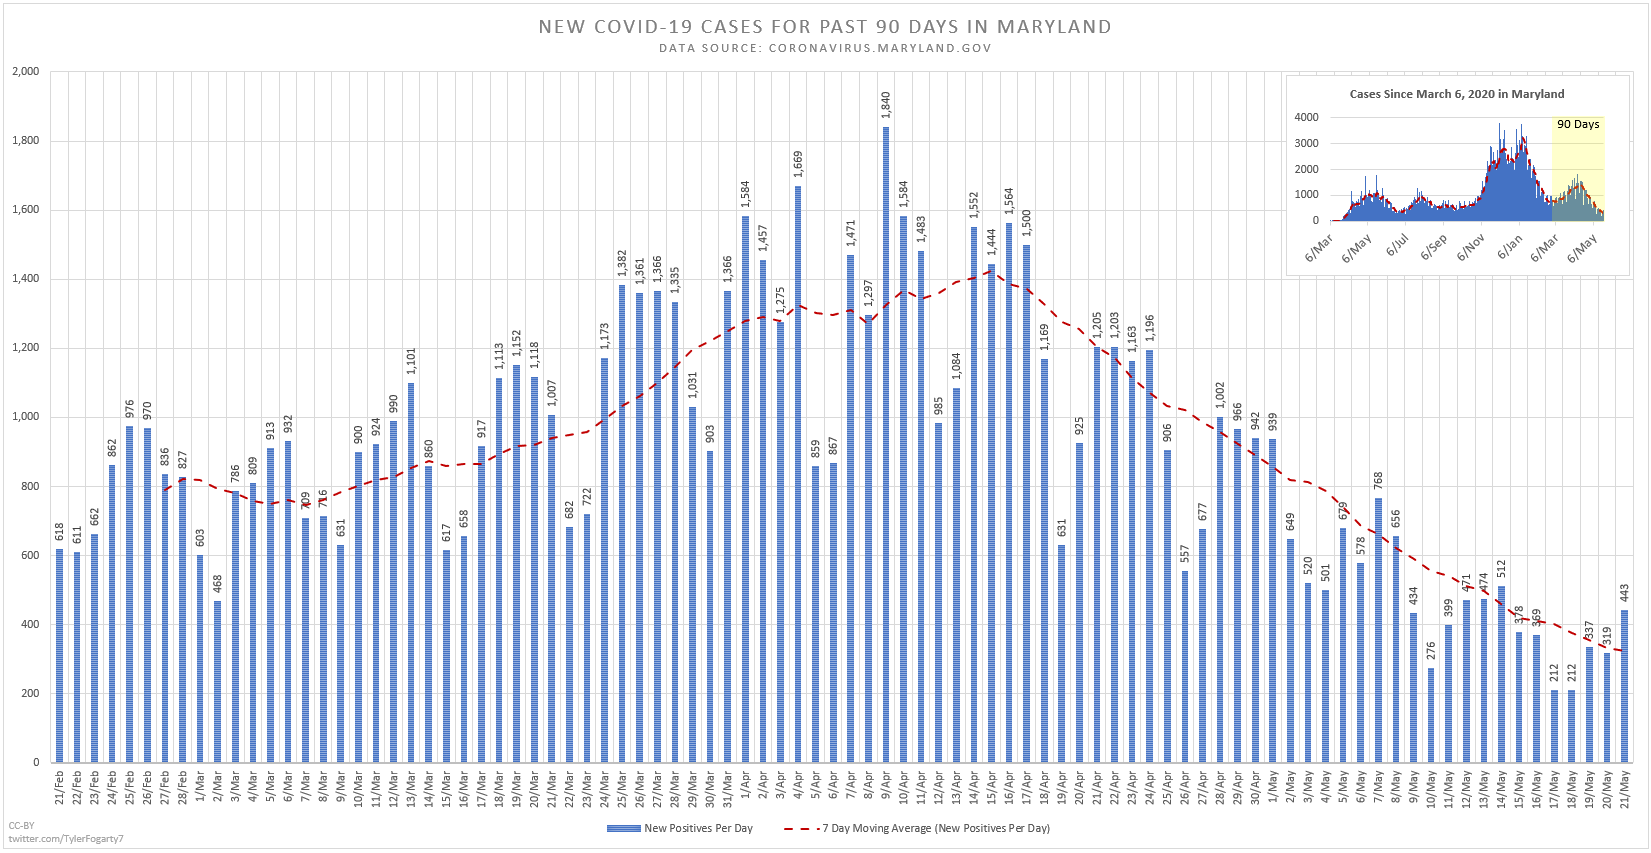 NEW COVID-19 CASES FOR PAST 90 DAYS IN MARYLAND
DATA SOURCE: CORONAVIRUS.MARYLAND.GOV
2,000
1,800
1,600
1,400
1,200
1,000
800
600
400
200
0
618
611
662
862
976
970
836
827
603
468
786
809
913
932
709
716
631
900
924
990
1,101
860
617
658
917
1,113
1,152
1,118
1,007
682
722
1,173
1,382
1,361
1,366
1,335
1,031
903
1,366
1,584
1,457
1,275
1,669
859
867
1,471
1,297
1,840
1,584
1,483
985
1,084
1,552
1,444
1,564
1,500
1,169
631
925
1,205
1,203
1,163
1,196
906
557
677
1,002
966
942
939
649
520
501
679
578
768
656
434
276
399
471
474
512
378
369
212
212
337
319
443
Cases Since March 6, 2020 in Maryland
90 Days
4000
3000
2000
1000
0
6/Mar
6/May
6/Jul
6/Sep
6/Nov
6/Jan
6/Mar
6/May
21/Feb
22/Feb
23/Feb
24/Feb
25/Feb
26/Feb
27/Feb
28/Feb
1/Mar
2/Mar
3/Mar
4/Mar
5/Mar
6/Mar
7/Mar
8/Mar
9/Mar
10/Mar
11/Mar
12/Mar
13/Mar
14/Mar
15/Mar
16/Mar
17/Mar
18/Mar
19/Mar
20/Mar
21/Mar
22/Mar
23/Mar
24/Mar
25/Mar
26/Mar
27/Mar
28/Mar
29/Mar
30/Mar
31/Mar
1/Apr
2/Apr
3/Apr
4/Apr
5/Apr
6/Apr
7/Apr
8/Apr
9/Apr
10/Apr
11/Apr
12/Apr
13/Apr
14/Apr
15/Apr
16/Apr
17/Apr
18/Apr
19/Apr
20/Apr
21/Apr
22/Apr
23/Apr
24/Apr
25/Apr
26/Apr
27/Apr
28/Apr
29/Apr
30/Apr
1/May
2/May
3/May
4/May
5/May
6/May
7/May
8/May
9/May
10/May
11/May
12/May
13/May
14/May
15/May
16/May
17/May
18/May
19/May
20/May
21/May
New Positives Per Day
7 Day Moving Average (New Positives Per Day)
CC-BY
twitter.com/TylerFogarty7